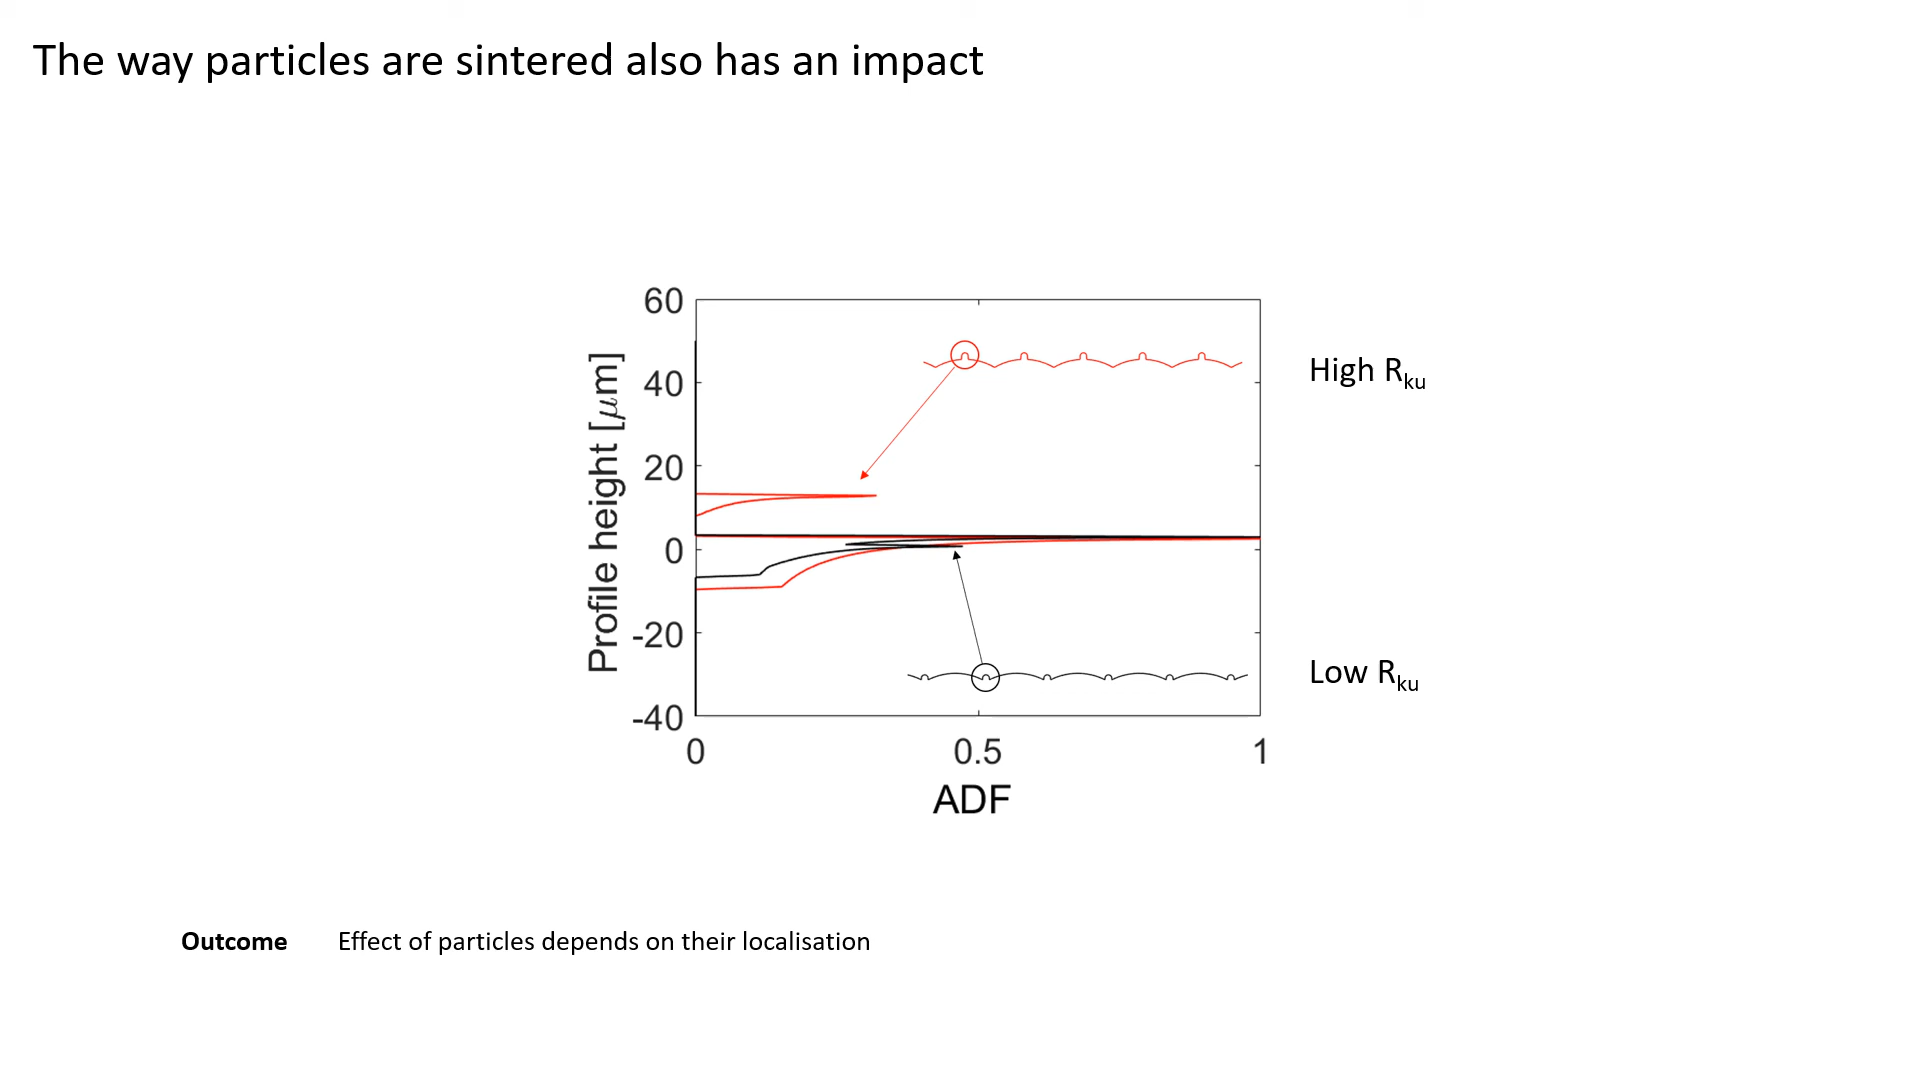 The way particles are sintered also has an impact
60
40
20
0
-20
-40
Profile height [μm]
0
0.5
1
ADF
High Rku
Low Rku
Outcome Effect of particles depends on their localisation